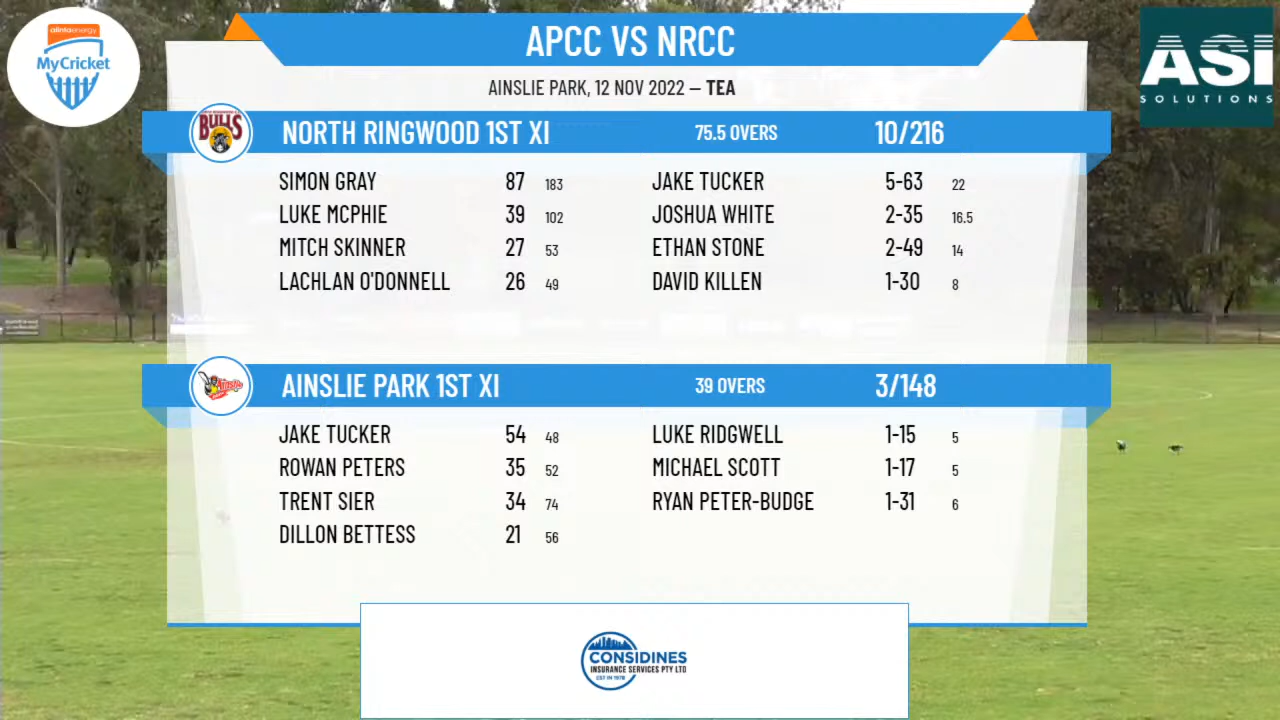 alintaenergy
MyCricket
APCC VS NRCC
ASI
SOLUTIONS
AINSLIE PARK, 12 NOV 2022 – TEA
BULLS
NORTH RINGWOOD 1ST XI 75.5 OVERS 10/216
SIMON GRAY 87 183 JAKE TUCKER 5-63 22
LUKE MCPHIE 39 102 JOSHUA WHITE 2-35 16.5
MITCH SKINNER 27 53 ETHAN STONE 2-49 14
LACHLAN O'DONNELL 26 49 DAVID KILLEN 1-30 8
AINSLIE PARK 1ST XI 39 OVERS 3/148
JAKE TUCKER 54 48 LUKE RIDGWELL 1-15 5
ROWAN PETERS 35 52 MICHAEL SCOTT 1-17 5
TRENT SIER 34 74 RYAN PETER-BUDGE 1-31 6
DILLON BETTESS 21 56
CONSIDINES
INSURANCE SERVICES PTY LTD
EST IN 1978